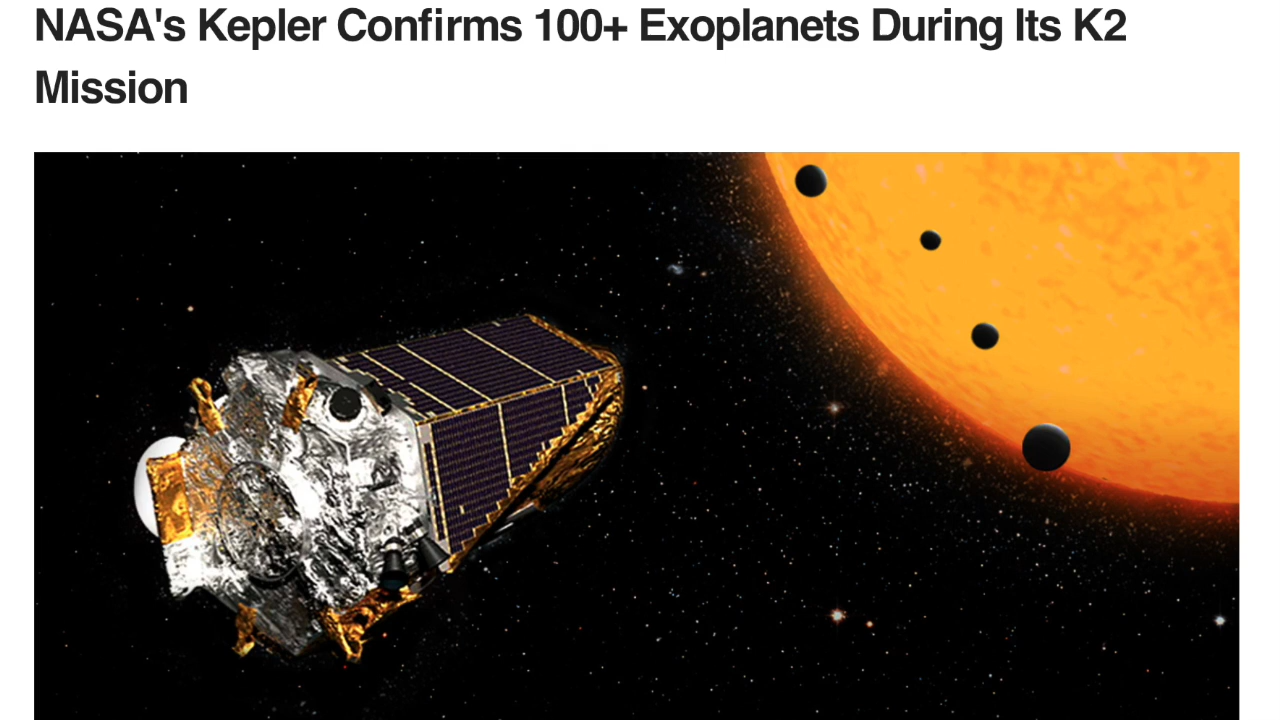 NASA's Kepler Confirms 100+ Exoplanets During Its K2
Mission